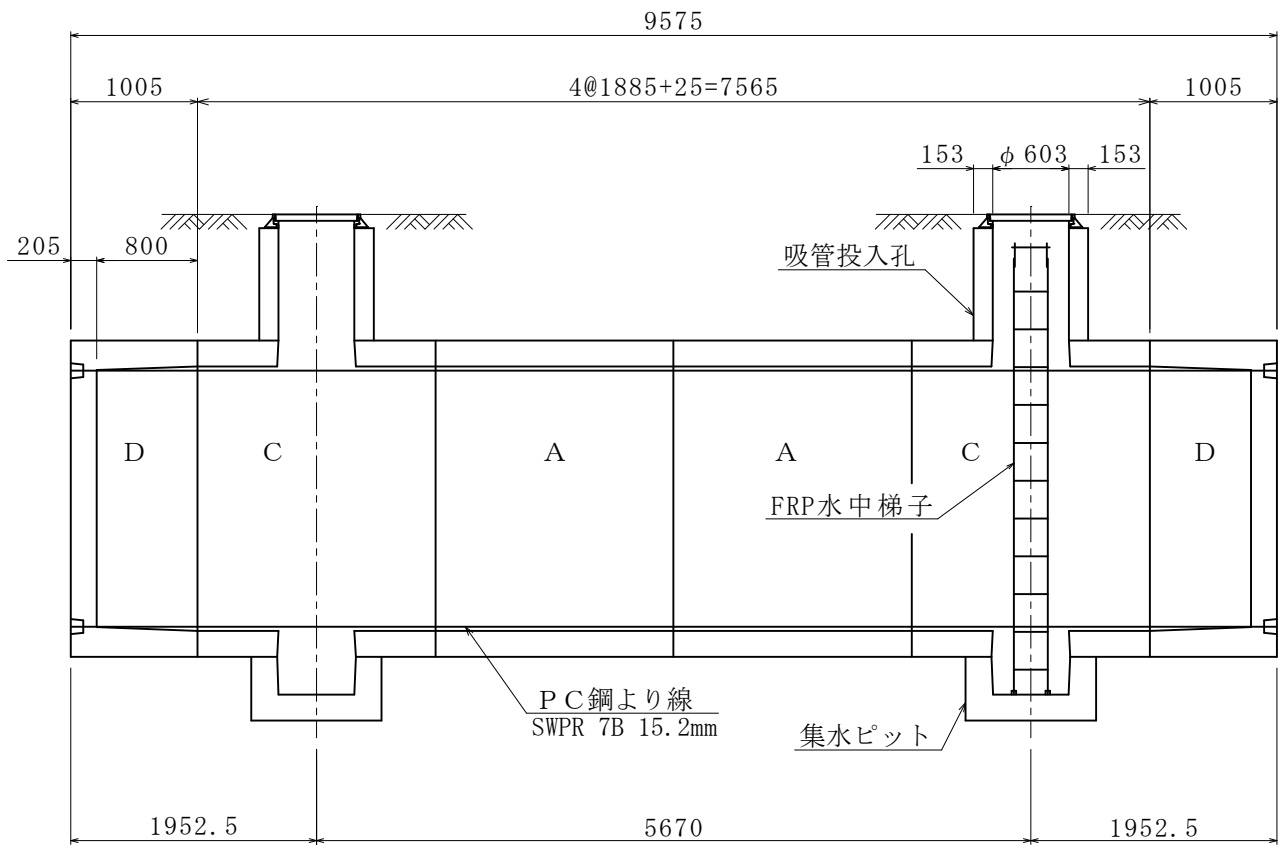 9575
1005
4@1885+25=7565
1005
153
φ603
153
205
800
吸管投入孔
D
C
A
A
C
D
FRP水中梯子
PC鋼より線
SWPR 7B 15.2mm
集水ピット
1952.5
5670
1952.5